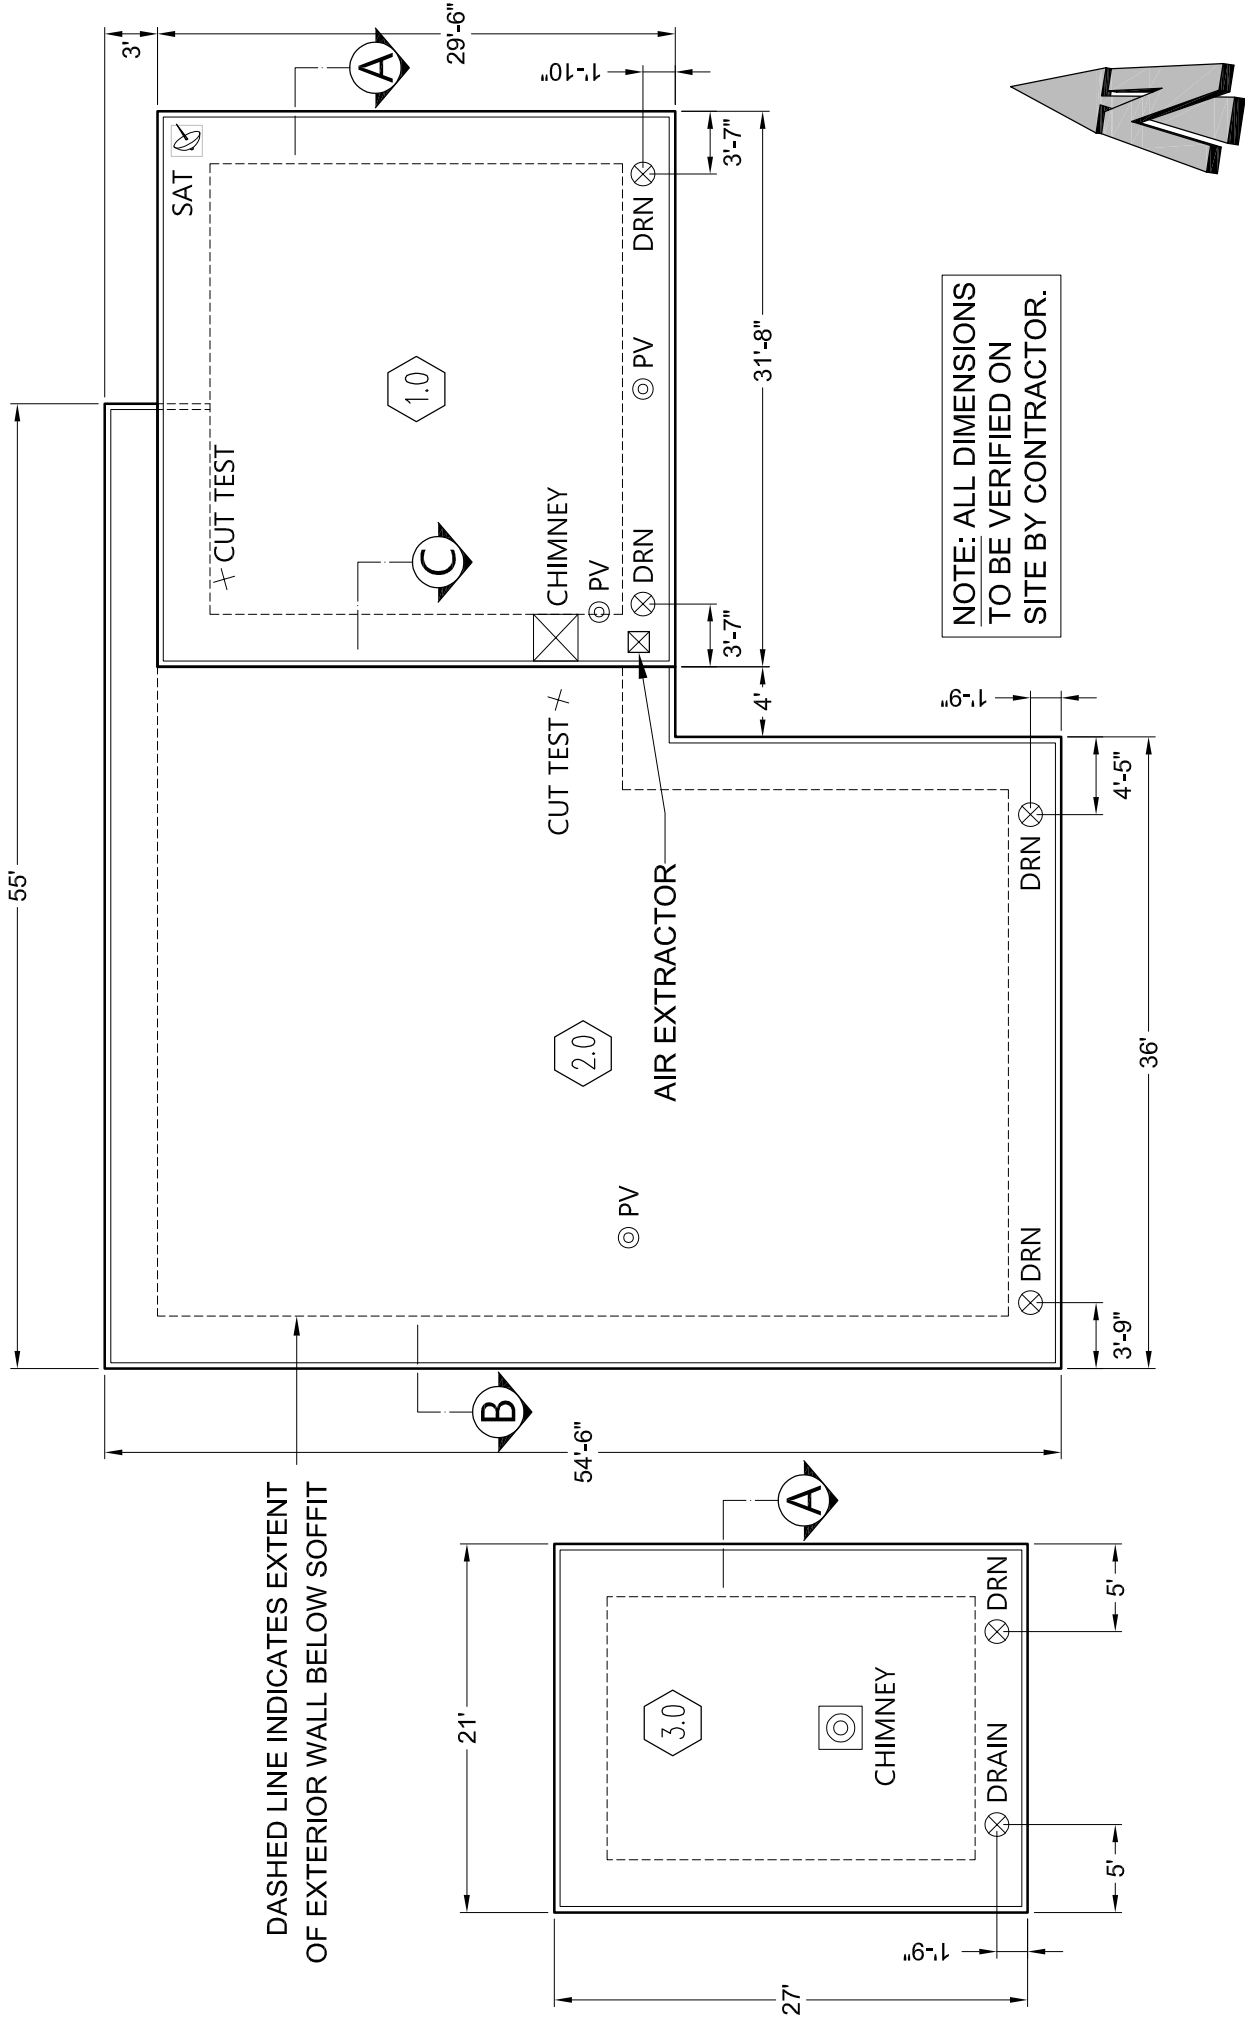 DASHED LINE INDICATES EXTENT
OF EXTERIOR WALL BELOW SOFFIT
27'
21'
3.0
CHIMNEY
DRAIN
DRN
1'-9"
5'
5'
A
54'-6"
B
55'
2.0
PV
AIR EXTRACTOR
CUT TEST
DRN
DRN
3'-9"
36'
4'-5"
1'-9"
4'
C
CUT TEST
CHIMNEY
PV
DRN
3'-7"
1.0
PV
31'-8"
SAT
DRN
3'-7"
1'-10"
3'
29'-6"
A
NOTE: ALL DIMENSIONS
TO BE VERIFIED ON
SITE BY CONTRACTOR.
N